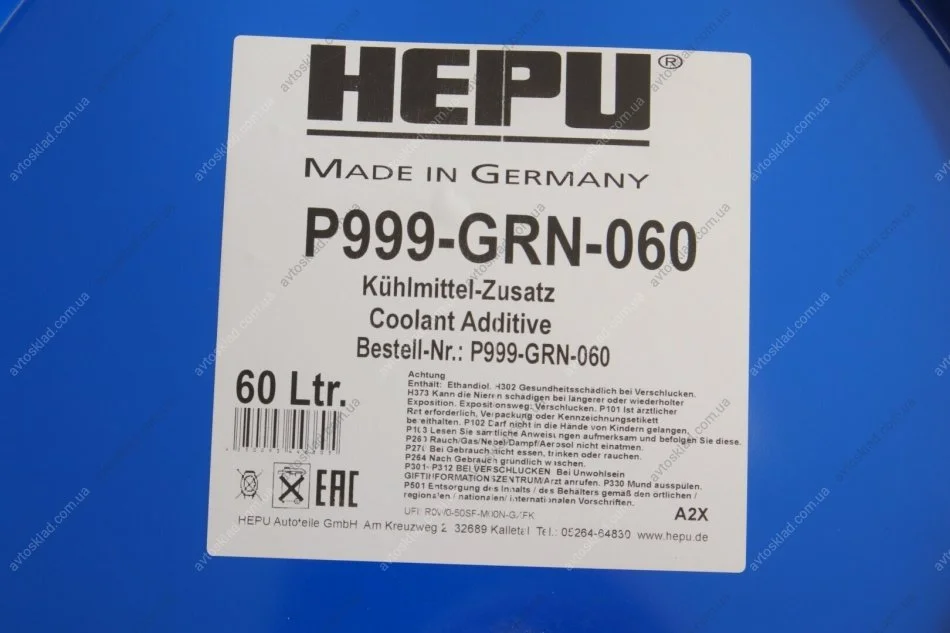 HEPU®
MADE IN GERMANY
P999-GRN-060
Kühlmittel-Zusatz
Coolant Additive
Bestell-Nr.: P999-GRN-060
60 Ltr.
Achtung
Enthält: Ethandiol. H302 Gesundheitsschädlich bei Verschlucken.
H373 Kann die Nieren schädigen bei längerer oder wiederholter
Exposition. Expositionsweg: Verschlucken. P101 Ist ärztlicher
Rat erforderlich, Verpackung oder Kennzeichnungsetikett
bereithalten. P102 Darf nicht in die Hände von Kindern gelangen.
P103 Lesen Sie sämtliche Anweisungen aufmerksam und befolgen Sie diese.
P260 Rauch/Gas/Nebel/Dampf/Aerosol nicht einatmen.
P270 Bei Gebrauch nicht essen, trinken oder rauchen.
P264 Nach Gebrauch gründlich waschen.
P301+P312 BEI VERSCHLUCKEN: Bei Unwohlsein
GIFTINFORMATIONSZENTRUM/Arzt anrufen. P330 Mund ausspülen.
P501 Entsorgung des Inhalts / des Behälters gemäß den örtlichen /
regionalen / nationalen/ internationalen Vorschriften.
EAC
A2X
HEPU Autoteile GmbH Am Kreuzweg 2 32689 Kalletal Tel.: 05264-64830 www.hepu.de
avtosklad.com.ua